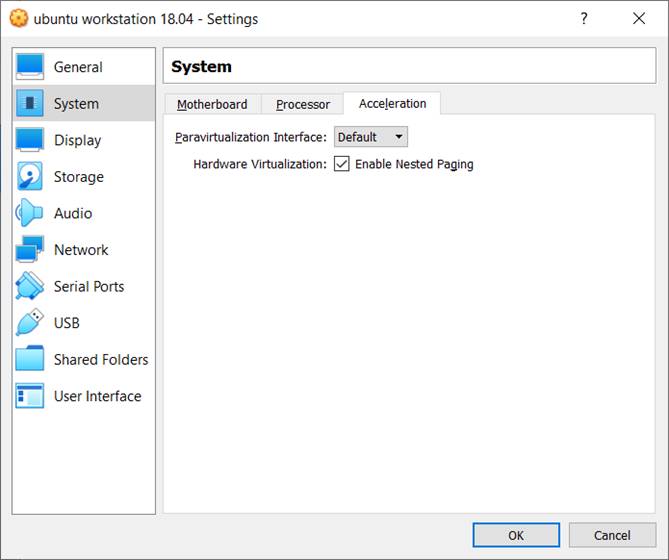 ubuntu workstation 18.04 - Settings ?
General
System
Display
Storage
Audio
Network
Serial Ports
USB
Shared Folders
User Interface
System
Motherboard Processor Acceleration
Paravirtualization Interface: Default
Hardware Virtualization: Enable Nested Paging
OK Cancel